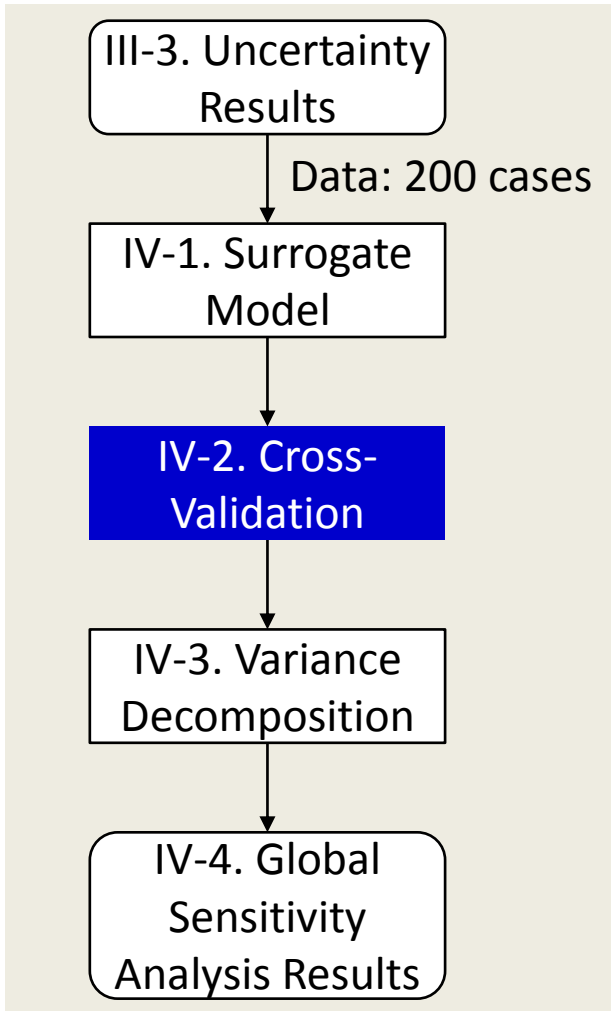 III-3. Uncertainty
Results
Data: 200 cases
IV-1. Surrogate
Model
IV-2. Cross-
Validation
IV-3. Variance
Decomposition
IV-4. Global
Sensitivity
Analysis Results